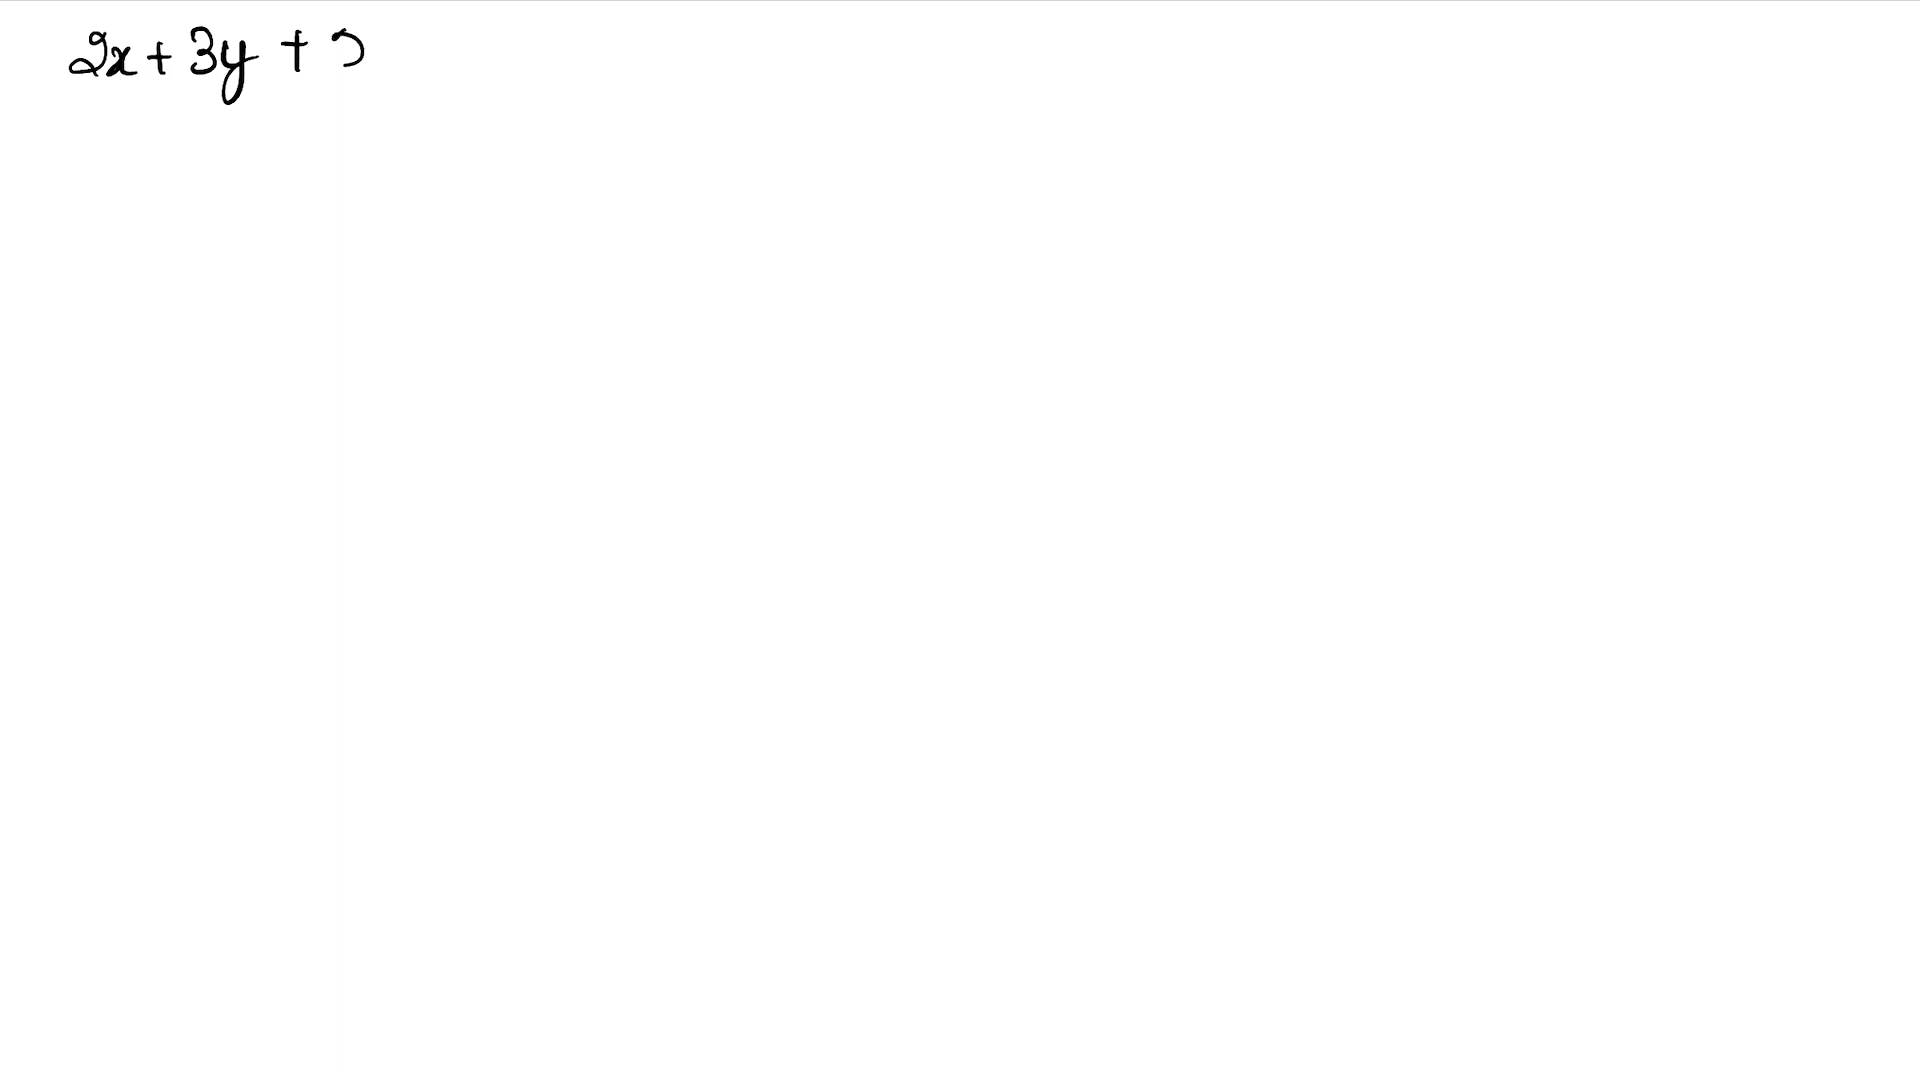 2x + 3y +